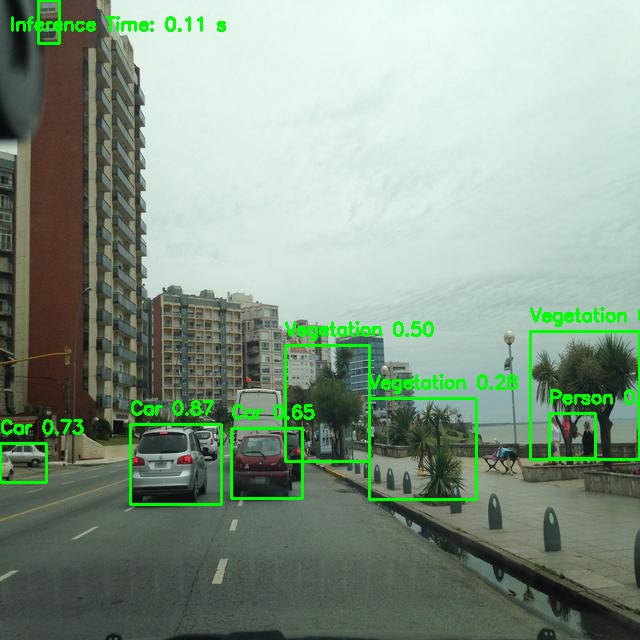 Inference Time: 0.11 s
Vegetation 0.50
Vegetation
Vegetation 0.28
Person 0.
Car 0.87
Car 0.65
Car 0.73